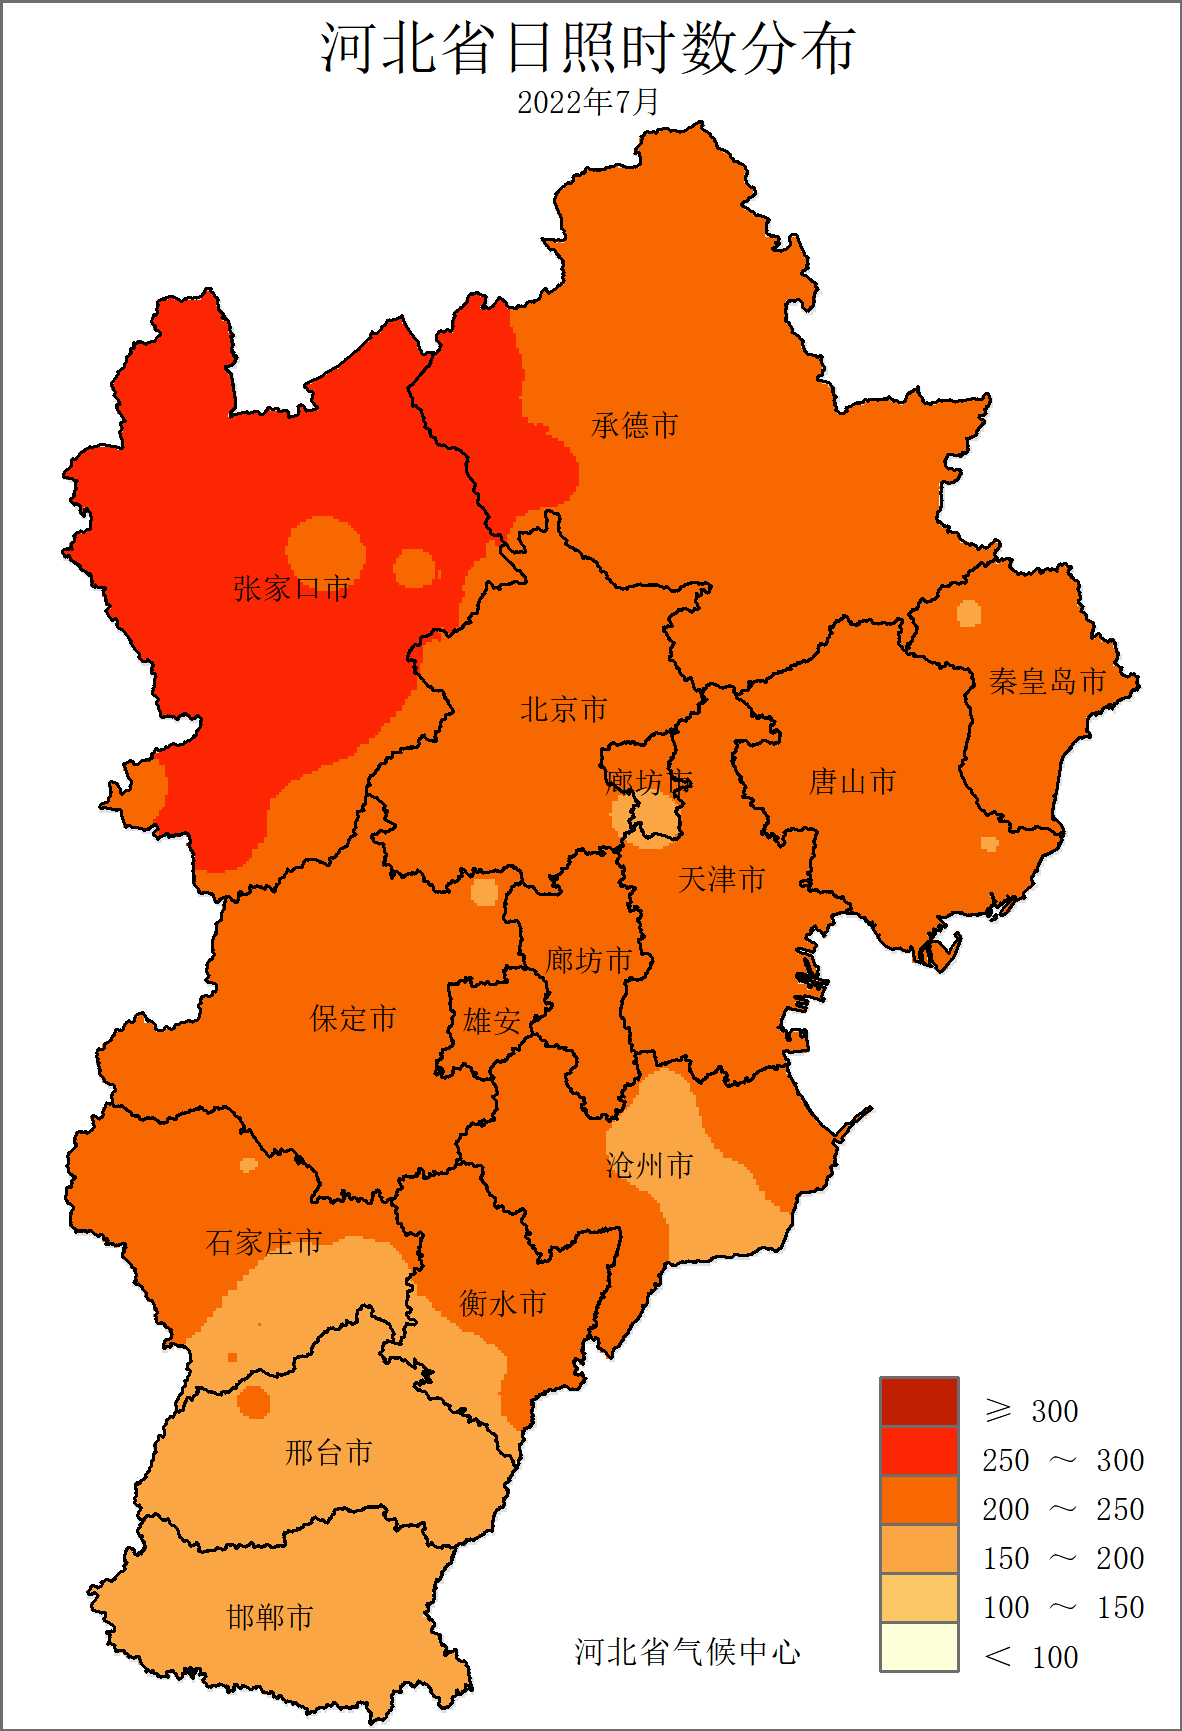 河北省日照时数分布
2022年7月
承德市
张家口市
秦皇岛市
北京市
廊坊市
唐山市
天津市
廊坊市
保定市
雄安
沧州市
石家庄市
衡水市
邢台市
邯郸市
河北省气候中心
≥ 300
250 ～ 300
200 ～ 250
150 ～ 200
100 ～ 150
＜ 100